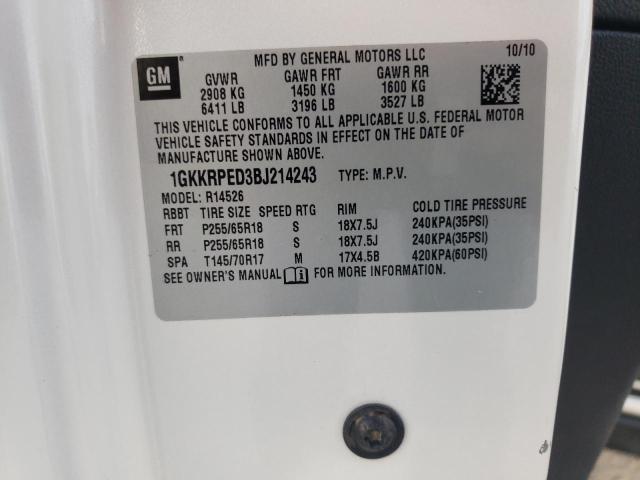 GM
MFD BY GENERAL MOTORS LLC 10/10
GVWR GAWR FRT GAWR RR
2908 KG 1450 KG 1600 KG
6411 LB 3196 LB 3527 LB
THIS VEHICLE CONFORMS TO ALL APPLICABLE U.S. FEDERAL MOTOR
VEHICLE SAFETY STANDARDS IN EFFECT ON THE DATE OF
MANUFACTURE SHOWN ABOVE.
1GKKRPED3BJ214243 TYPE: M.P.V.
MODEL: R14526
RBBT TIRE SIZE SPEED RTG RIM COLD TIRE PRESSURE
FRT P255/65R18 S 18X7.5J 240KPA(35PSI)
RR P255/65R18 S 18X7.5J 240KPA(35PSI)
SPA T145/70R17 M 17X4.5B 420KPA(60PSI)
SEE OWNER'S MANUAL i FOR MORE INFORMATION